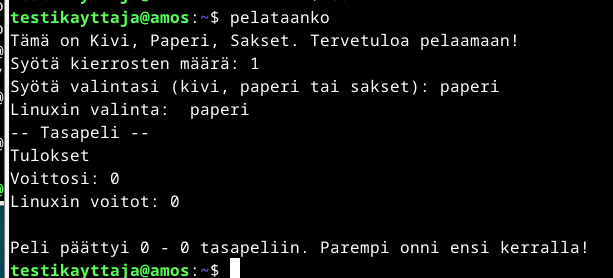 testikayttaja@amos:~$ pelataanko
Tämä on Kivi, Paperi, Sakset. Tervetuloa pelaamaan!
Syötä kierrosten määrä: 1
Syötä valintasi (kivi, paperi tai sakset): paperi
Linuxin valinta:  paperi
-- Tasapeli --
Tulokset
Voittosi: 0
Linuxin voitot: 0

Peli päättyi 0 - 0 tasapeliin. Parempi onni ensi kerralla!
testikayttaja@amos:~$